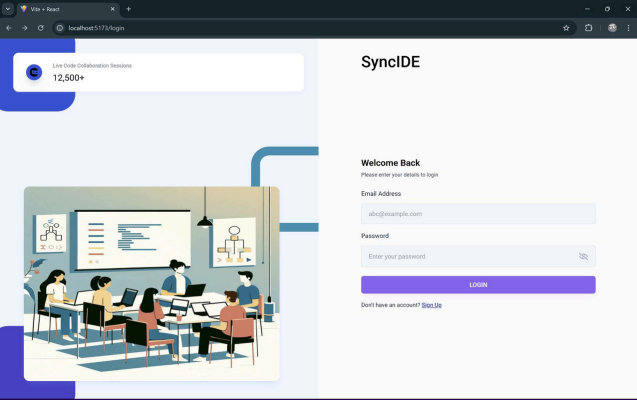 Vite + React
localhost:5173/login
Live Code Collaboration Sessions
12,500+
SyncIDE
Welcome Back
Please enter your details to login
Email Address
abc@example.com
Password
Enter your password
LOGIN
Don't have an account? Sign Up